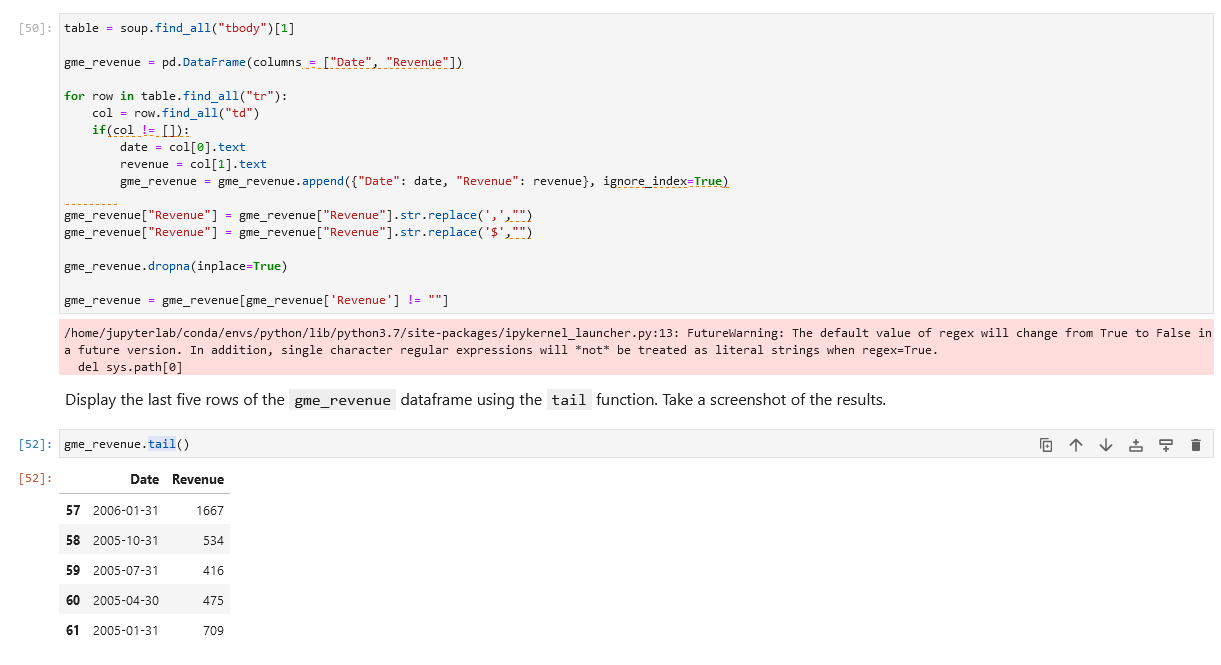 [50]: table = soup.find_all("tbody")[1]
gme_revenue = pd.DataFrame(columns = ["Date", "Revenue"])
for row in table.find_all("tr"):
    col = row.find_all("td")
    if(col != []):
        date = col[0].text
        revenue = col[1].text
        gme_revenue = gme_revenue.append({"Date": date, "Revenue": revenue}, ignore_index=True)
gme_revenue["Revenue"] = gme_revenue["Revenue"].str.replace(',',"")
gme_revenue["Revenue"] = gme_revenue["Revenue"].str.replace('$',"")
gme_revenue.dropna(inplace=True)
gme_revenue = gme_revenue[gme_revenue['Revenue'] != ""]
/home/jupyterlab/conda/envs/python/lib/python3.7/site-packages/ipykernel_launcher.py:13: FutureWarning: The default value of regex will change from True to False in
a future version. In addition, single character regular expressions will *not* be treated as literal strings when regex=True.
  del sys.path[0]
Display the last five rows of the gme_revenue dataframe using the tail function. Take a screenshot of the results.
[52]: gme_revenue.tail()
[52]: Date Revenue
57 2006-01-31 1667
58 2005-10-31 534
59 2005-07-31 416
60 2005-04-30 475
61 2005-01-31 709